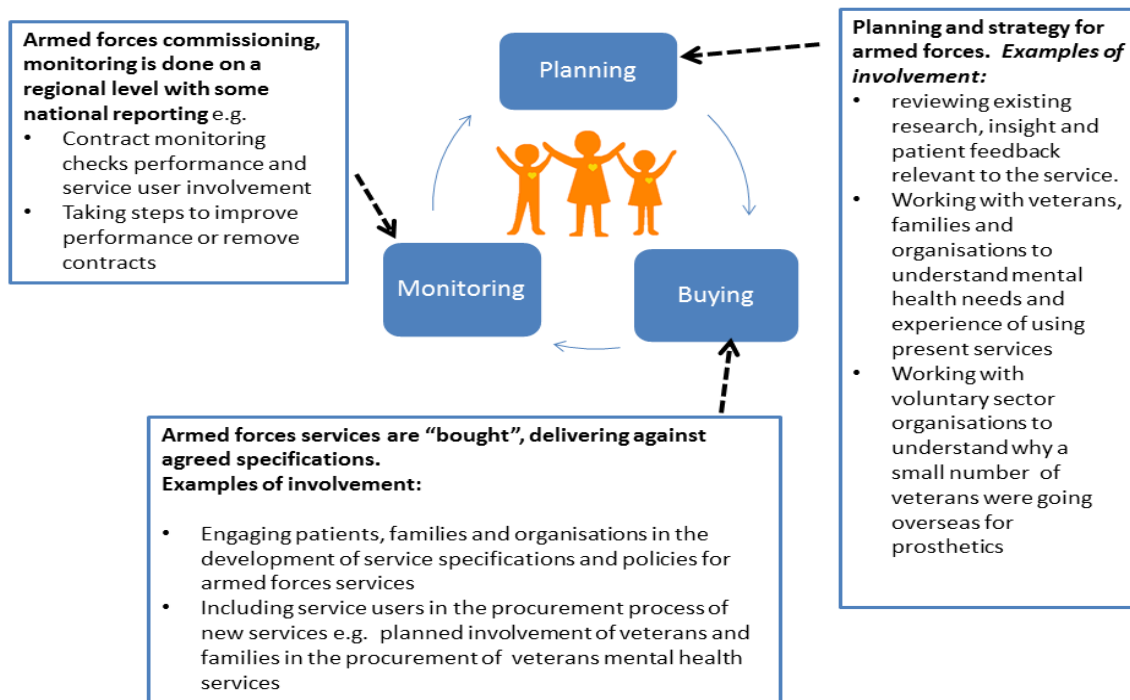 Armed forces commissioning,
monitoring is done on a
regional level with some
national reporting e.g.
• Contract monitoring
checks performance and
service user involvement
• Taking steps to improve
performance or remove
contracts
Planning
Monitoring
Buying
Planning and strategy for
armed forces. Examples of
involvement:
• reviewing existing
research, insight and
patient feedback
relevant to the service.
• Working with veterans,
families and
organisations to
understand mental
health needs and
experience of using
present services
• Working with
voluntary sector
organisations to
understand why a
small number of
veterans were going
overseas for
prosthetics
Armed forces services are “bought”, delivering against
agreed specifications.
Examples of involvement:
• Engaging patients, families and organisations in the
development of service specifications and policies for
armed forces services
• Including service users in the procurement process of
new services e.g. planned involvement of veterans and
families in the procurement of veterans mental health
services